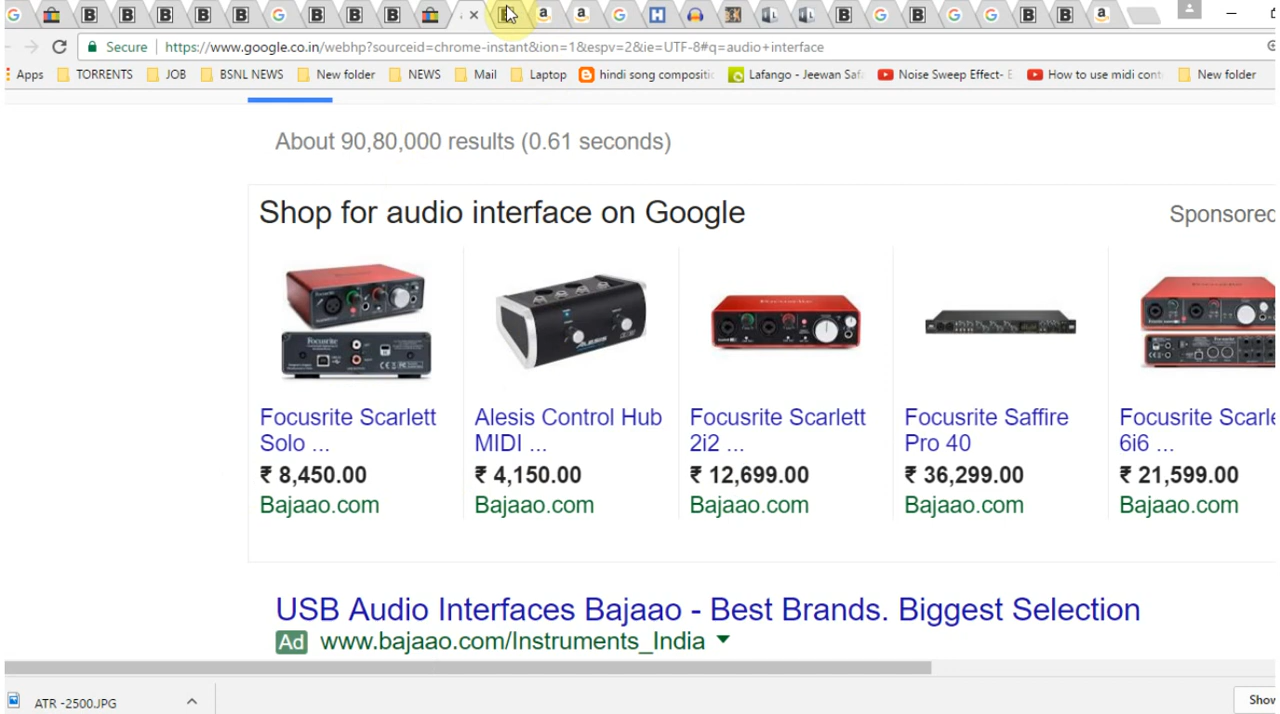 Secure https://www.google.co.in/webhp?sourceid=chrome-instant&ion=1&espv=2&ie=UTF-8#q=audio+interface
Apps TORRENTS JOB BSNL NEWS New folder NEWS Mail Laptop hindi song compositi Lafango - Jeewan Safa Noise Sweep Effect- E How to use midi cont New folder
About 90,80,000 results (0.61 seconds)
Shop for audio interface on Google
Sponsored
Focusrite Scarlett Solo ...
₹ 8,450.00
Bajaao.com
Alesis Control Hub MIDI ...
₹ 4,150.00
Bajaao.com
Focusrite Scarlett 2i2 ...
₹ 12,699.00
Bajaao.com
Focusrite Saffire Pro 40
₹ 36,299.00
Bajaao.com
Focusrite Scarle 6i6 ...
₹ 21,599.00
Bajaao.com
USB Audio Interfaces Bajaao - Best Brands. Biggest Selection
Ad www.bajaao.com/Instruments_India
ATR -2500.JPG
Show